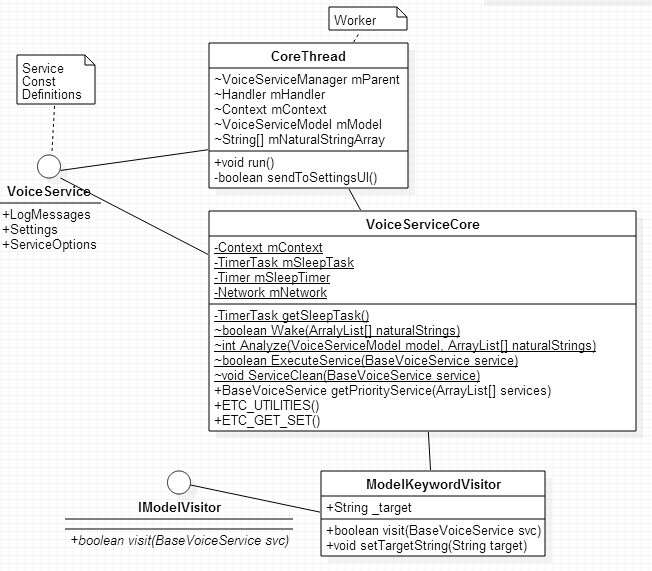 Worker
CoreThread
~VoiceServiceManager mParent
~Handler mHandler
~Context mContext
~VoiceServiceModel mModel
~String[] mNaturalStringArray
+void run()
-boolean sendToSettingsUI()
Service
Const
Definitions
VoiceService
+LogMessages
+Settings
+ServiceOptions
VoiceServiceCore
-Context mContext
-TimerTask mSleepTask
-Timer mSleepTimer
-Network mNetwork
-TimerTask getSleepTask()
~boolean Wake(ArralyList[] naturalStrings)
~int Analyze(VoiceServiceModel model, ArrayList[] naturalStrings)
~boolean ExecuteService(BaseVoiceService service)
~void ServiceClean(BaseVoiceService service)
+BaseVoiceService getPriorityService(ArrayList[] services)
+ETC_UTILITIES()
+ETC_GET_SET()
IModelVisitor
+boolean visit(BaseVoiceService svc)
ModelKeywordVisitor
+String _target
+boolean visit(BaseVoiceService svc)
+void setTargetString(String target)